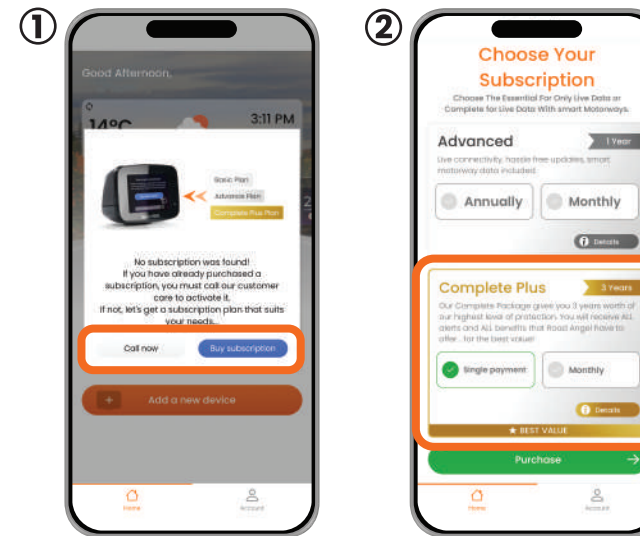 1
Good Afternoon,
14°C
3:11 PM
Basic Plan
Advance Plan
Complete Plus Plan
No subscription was found!
If you have already purchased a
subscription, you must call our customer
care to activate it.
If not, let's get a subscription plan that suits
your needs...
Call now
Buy subscription
+ Add a new device
Home
Account
2
Choose Your
Subscription
Choose The Essential For Only Live Data or
Complete for Live Data With smart Motorways.
Advanced
1 Year
Live connectivity, hassle free updates, smart
motorway data included.
Annually
Monthly
Details
Complete Plus
3 Years
Our Complete Package gives you 3 years worth of
our highest level of protection. You will receive ALL
alerts and ALL benefits that Road Angel have to
offer... for the best value!
Single payment
Monthly
Details
★ BEST VALUE
Purchase →
Home
Account